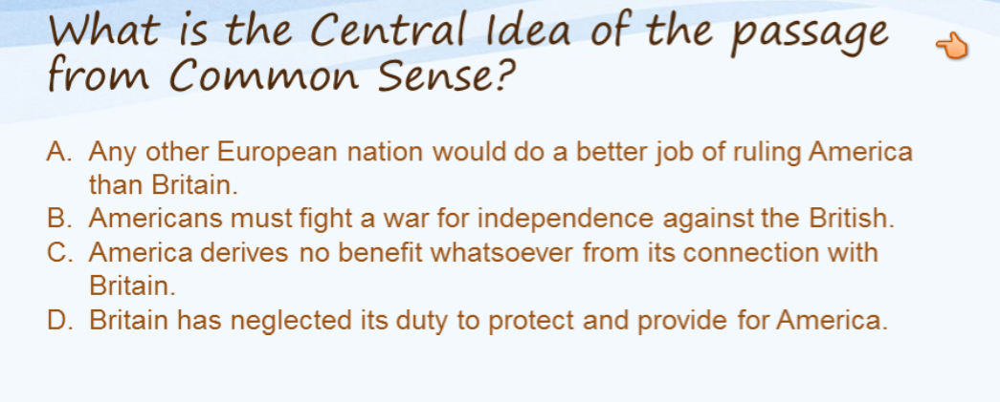 What is the Central Idea of the passage
from Common Sense?
A. Any other European nation would do a better job of ruling America
than Britain.
B. Americans must fight a war for independence against the British.
C. America derives no benefit whatsoever from its connection with
Britain.
D. Britain has neglected its duty to protect and provide for America.